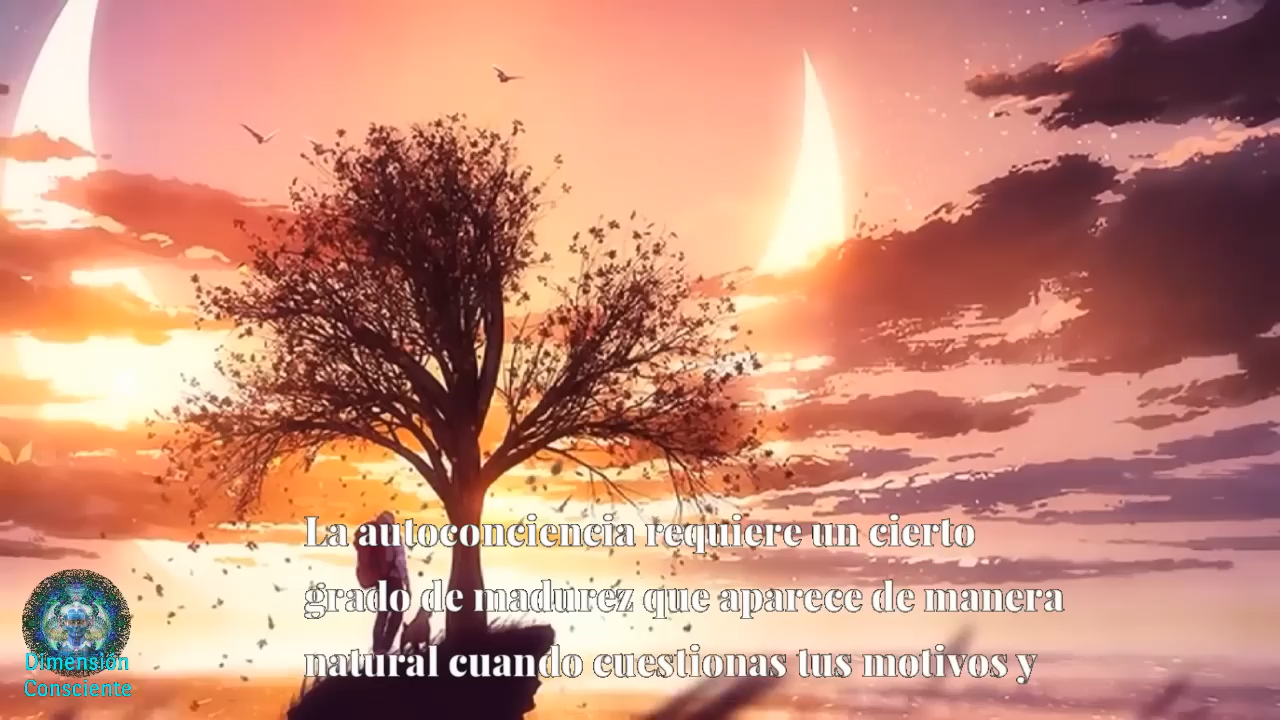 La autoconciencia requiere un cierto
grado de madurez que aparece de manera
natural cuando cuestionas tus motivos y
Dimensión
Consciente